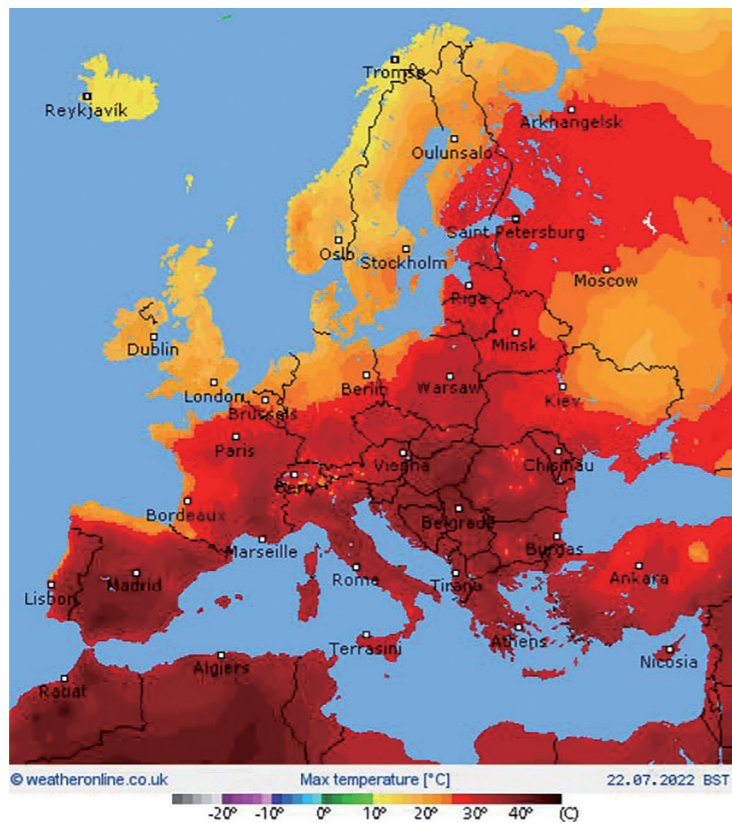 Tromsø
Reykjavík
Arkhangelsk
Oulunsalo
Saint Petersburg
Oslo
Stockholm
Moscow
Riga
Dublin
Minsk
London
Berlin
Warsaw
Kiev
Brussels
Paris
Vienna
Chisinau
Bern
Bordeaux
Belgrade
Marseille
Burgas
Lisbon
Madrid
Roma
Tirana
Ankara
Terrasini
Athens
Algiers
Nicosia
Rabat
© weatheronline.co.uk Max temperature [°C] 22.07.2022 BST
-20° -10° 0° 10° 20° 30° 40° (C)